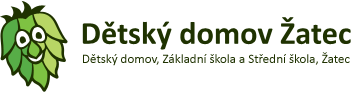 Dětský domov Žatec
Dětský domov, Základní škola a Střední škola, Žatec